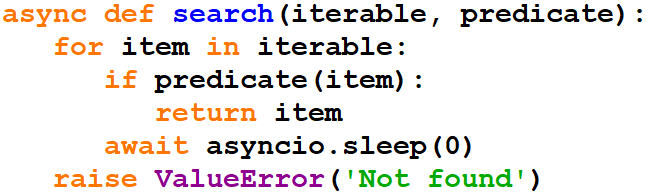 async def search(iterable, predicate):
   for item in iterable:
      if predicate(item):
         return item
      await asyncio.sleep(0)
   raise ValueError('Not found')